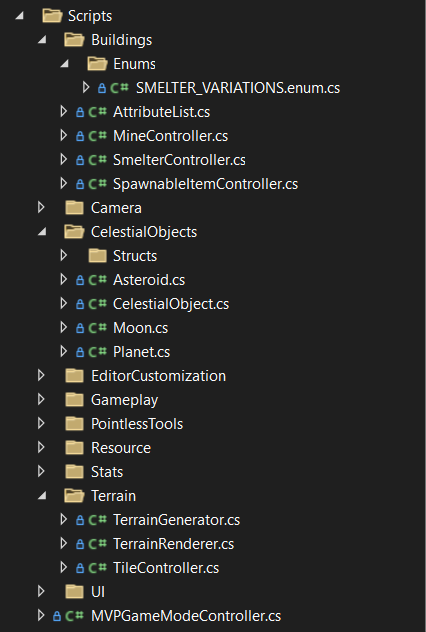 Scripts
Buildings
Enums
C# SMELTER_VARIATIONS.enum.cs
C# AttributeList.cs
C# MineController.cs
C# SmelterController.cs
C# SpawnableItemController.cs
Camera
CelestialObjects
Structs
C# Asteroid.cs
C# CelestialObject.cs
C# Moon.cs
C# Planet.cs
EditorCustomization
Gameplay
PointlessTools
Resource
Stats
Terrain
C# TerrainGenerator.cs
C# TerrainRenderer.cs
C# TileController.cs
UI
C# MVPGameModeController.cs